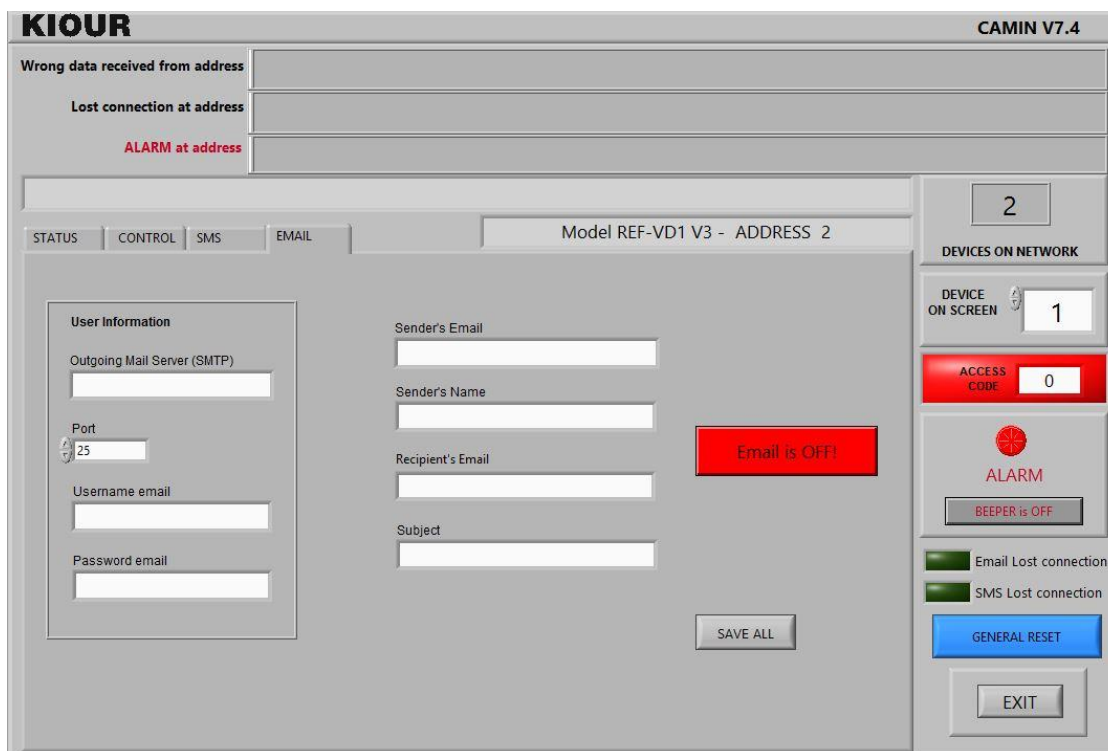 KIOUR
CAMIN V7.4
Wrong data received from address
Lost connection at address
ALARM at address
2
DEVICES ON NETWORK
STATUS
CONTROL
SMS
EMAIL
Model REF-VD1 V3 - ADDRESS 2
DEVICE
ON SCREEN
1
User Information
Outgoing Mail Server (SMTP)
Port
25
Username email
Password email
Sender's Email
Sender's Name
Recipient's Email
Subject
Email is OFF!
SAVE ALL
ACCESS
CODE
0
ALARM
BEEPER is OFF
Email Lost connection
SMS Lost connection
GENERAL RESET
EXIT